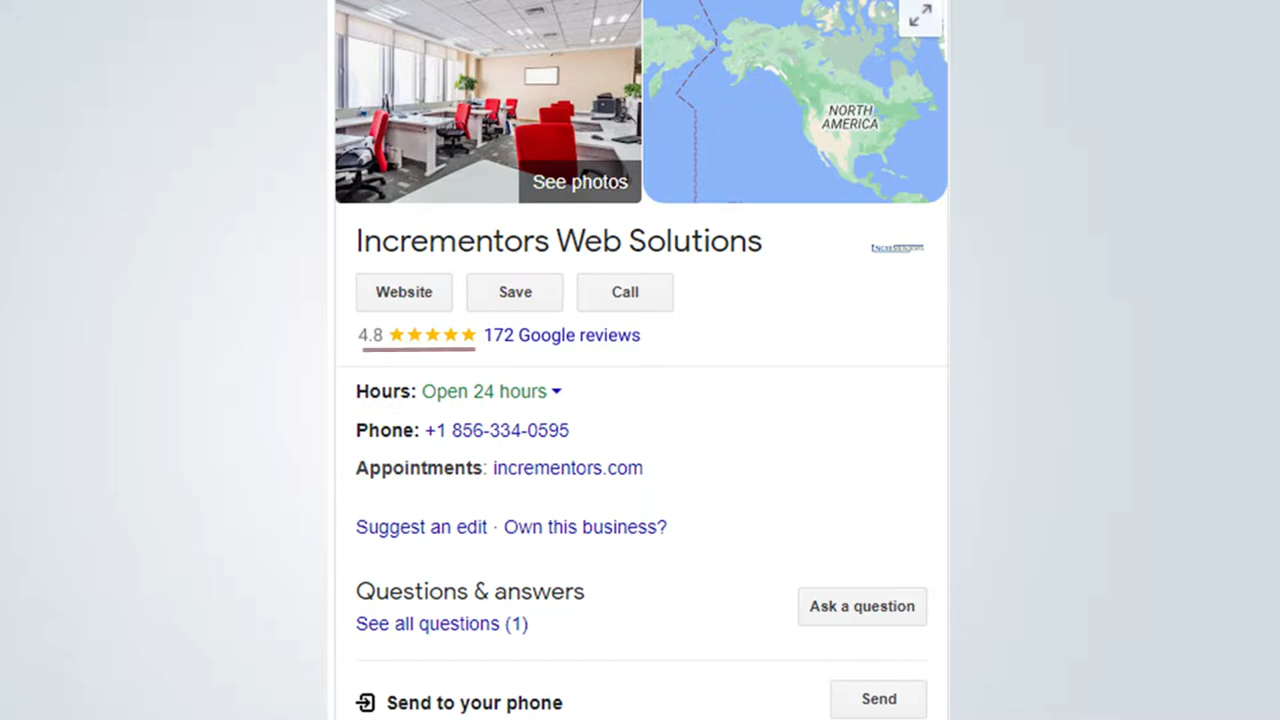 See photos
NORTH
AMERICA
Incrementors Web Solutions
INCREMENTORS
Website
Save
Call
4.8 172 Google reviews
Hours: Open 24 hours
Phone: +1 856-334-0595
Appointments: incrementors.com
Suggest an edit · Own this business?
Questions & answers
See all questions (1)
Ask a question
Send to your phone
Send